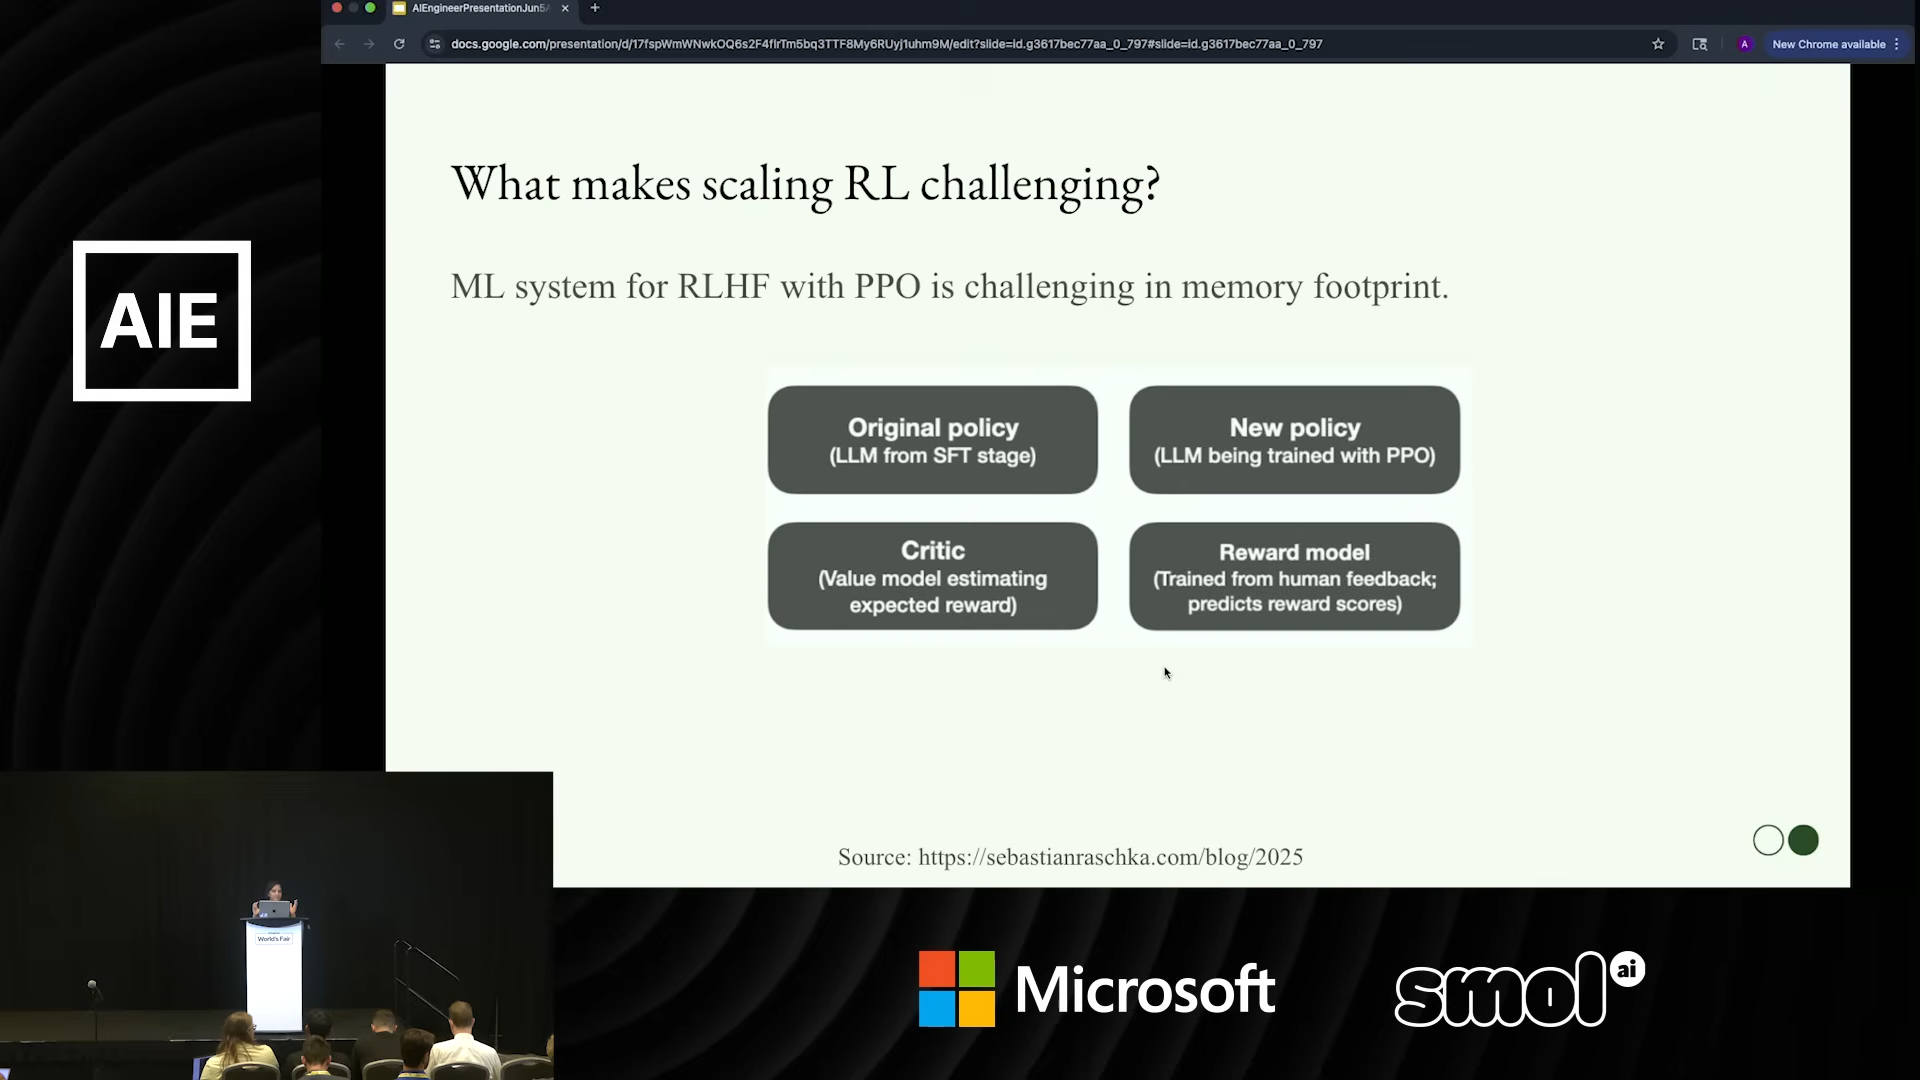 AIEngineerPresentationJun5
docs.google.com/presentation/d/17fspWmWNwkOQ6s2F4flrTm5bq3TTF8My6RUyj1uhm9M/edit?slide=id.g3617bec77aa_0_797#slide=id.g3617bec77aa_0_797
A
New Chrome available
What makes scaling RL challenging?
ML system for RLHF with PPO is challenging in memory footprint.
AIE
Original policy
(LLM from SFT stage)
New policy
(LLM being trained with PPO)
Critic
(Value model estimating
expected reward)
Reward model
(Trained from human feedback;
predicts reward scores)
Source: https://sebastianraschka.com/blog/2025
World's Fair
Microsoft
smol ai